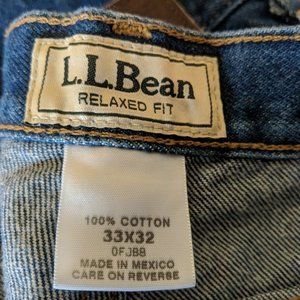 L.L.Bean
RELAXED FIT
100% COTTON
33X32
0FJB8
MADE IN MEXICO
CARE ON REVERSE